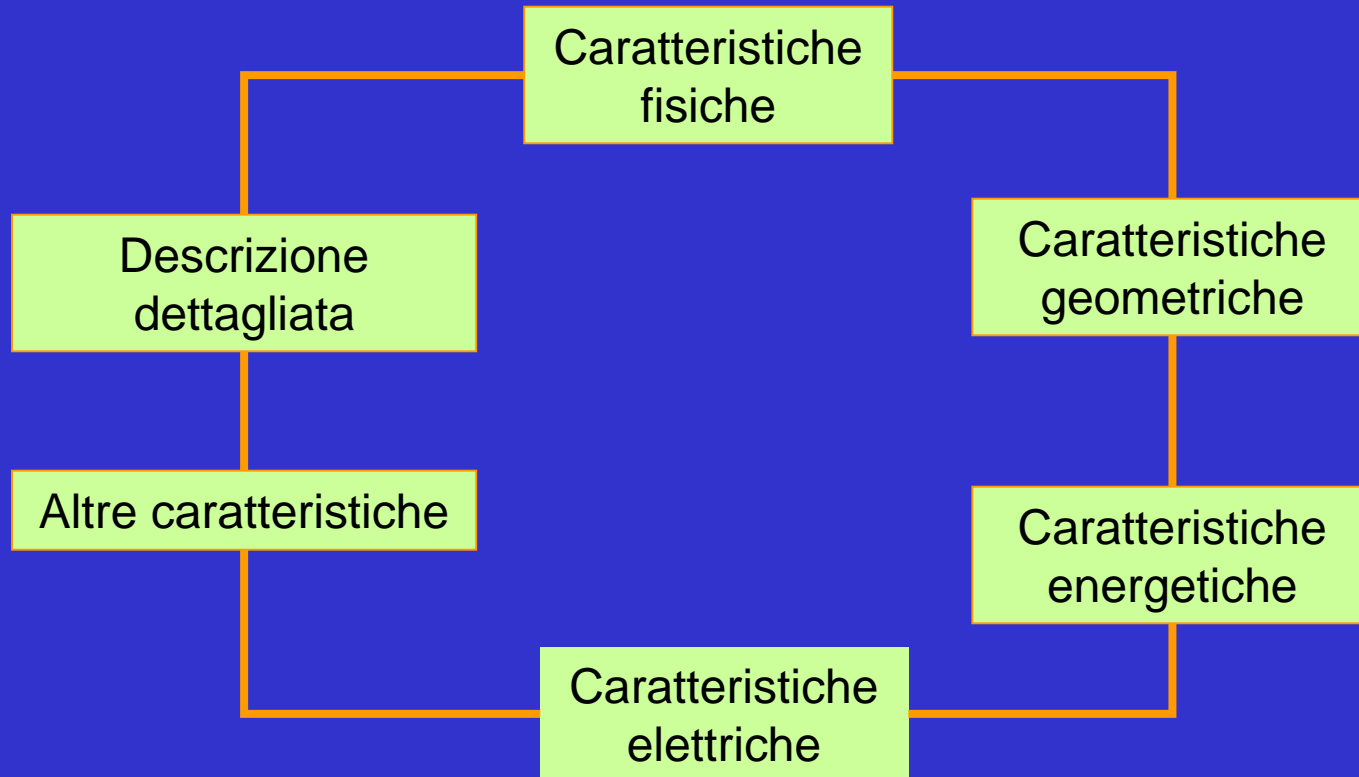 Caratteristiche
fisiche
Descrizione
dettagliata
Caratteristiche
geometriche
Altre caratteristiche
Caratteristiche
energetiche
Caratteristiche
elettriche